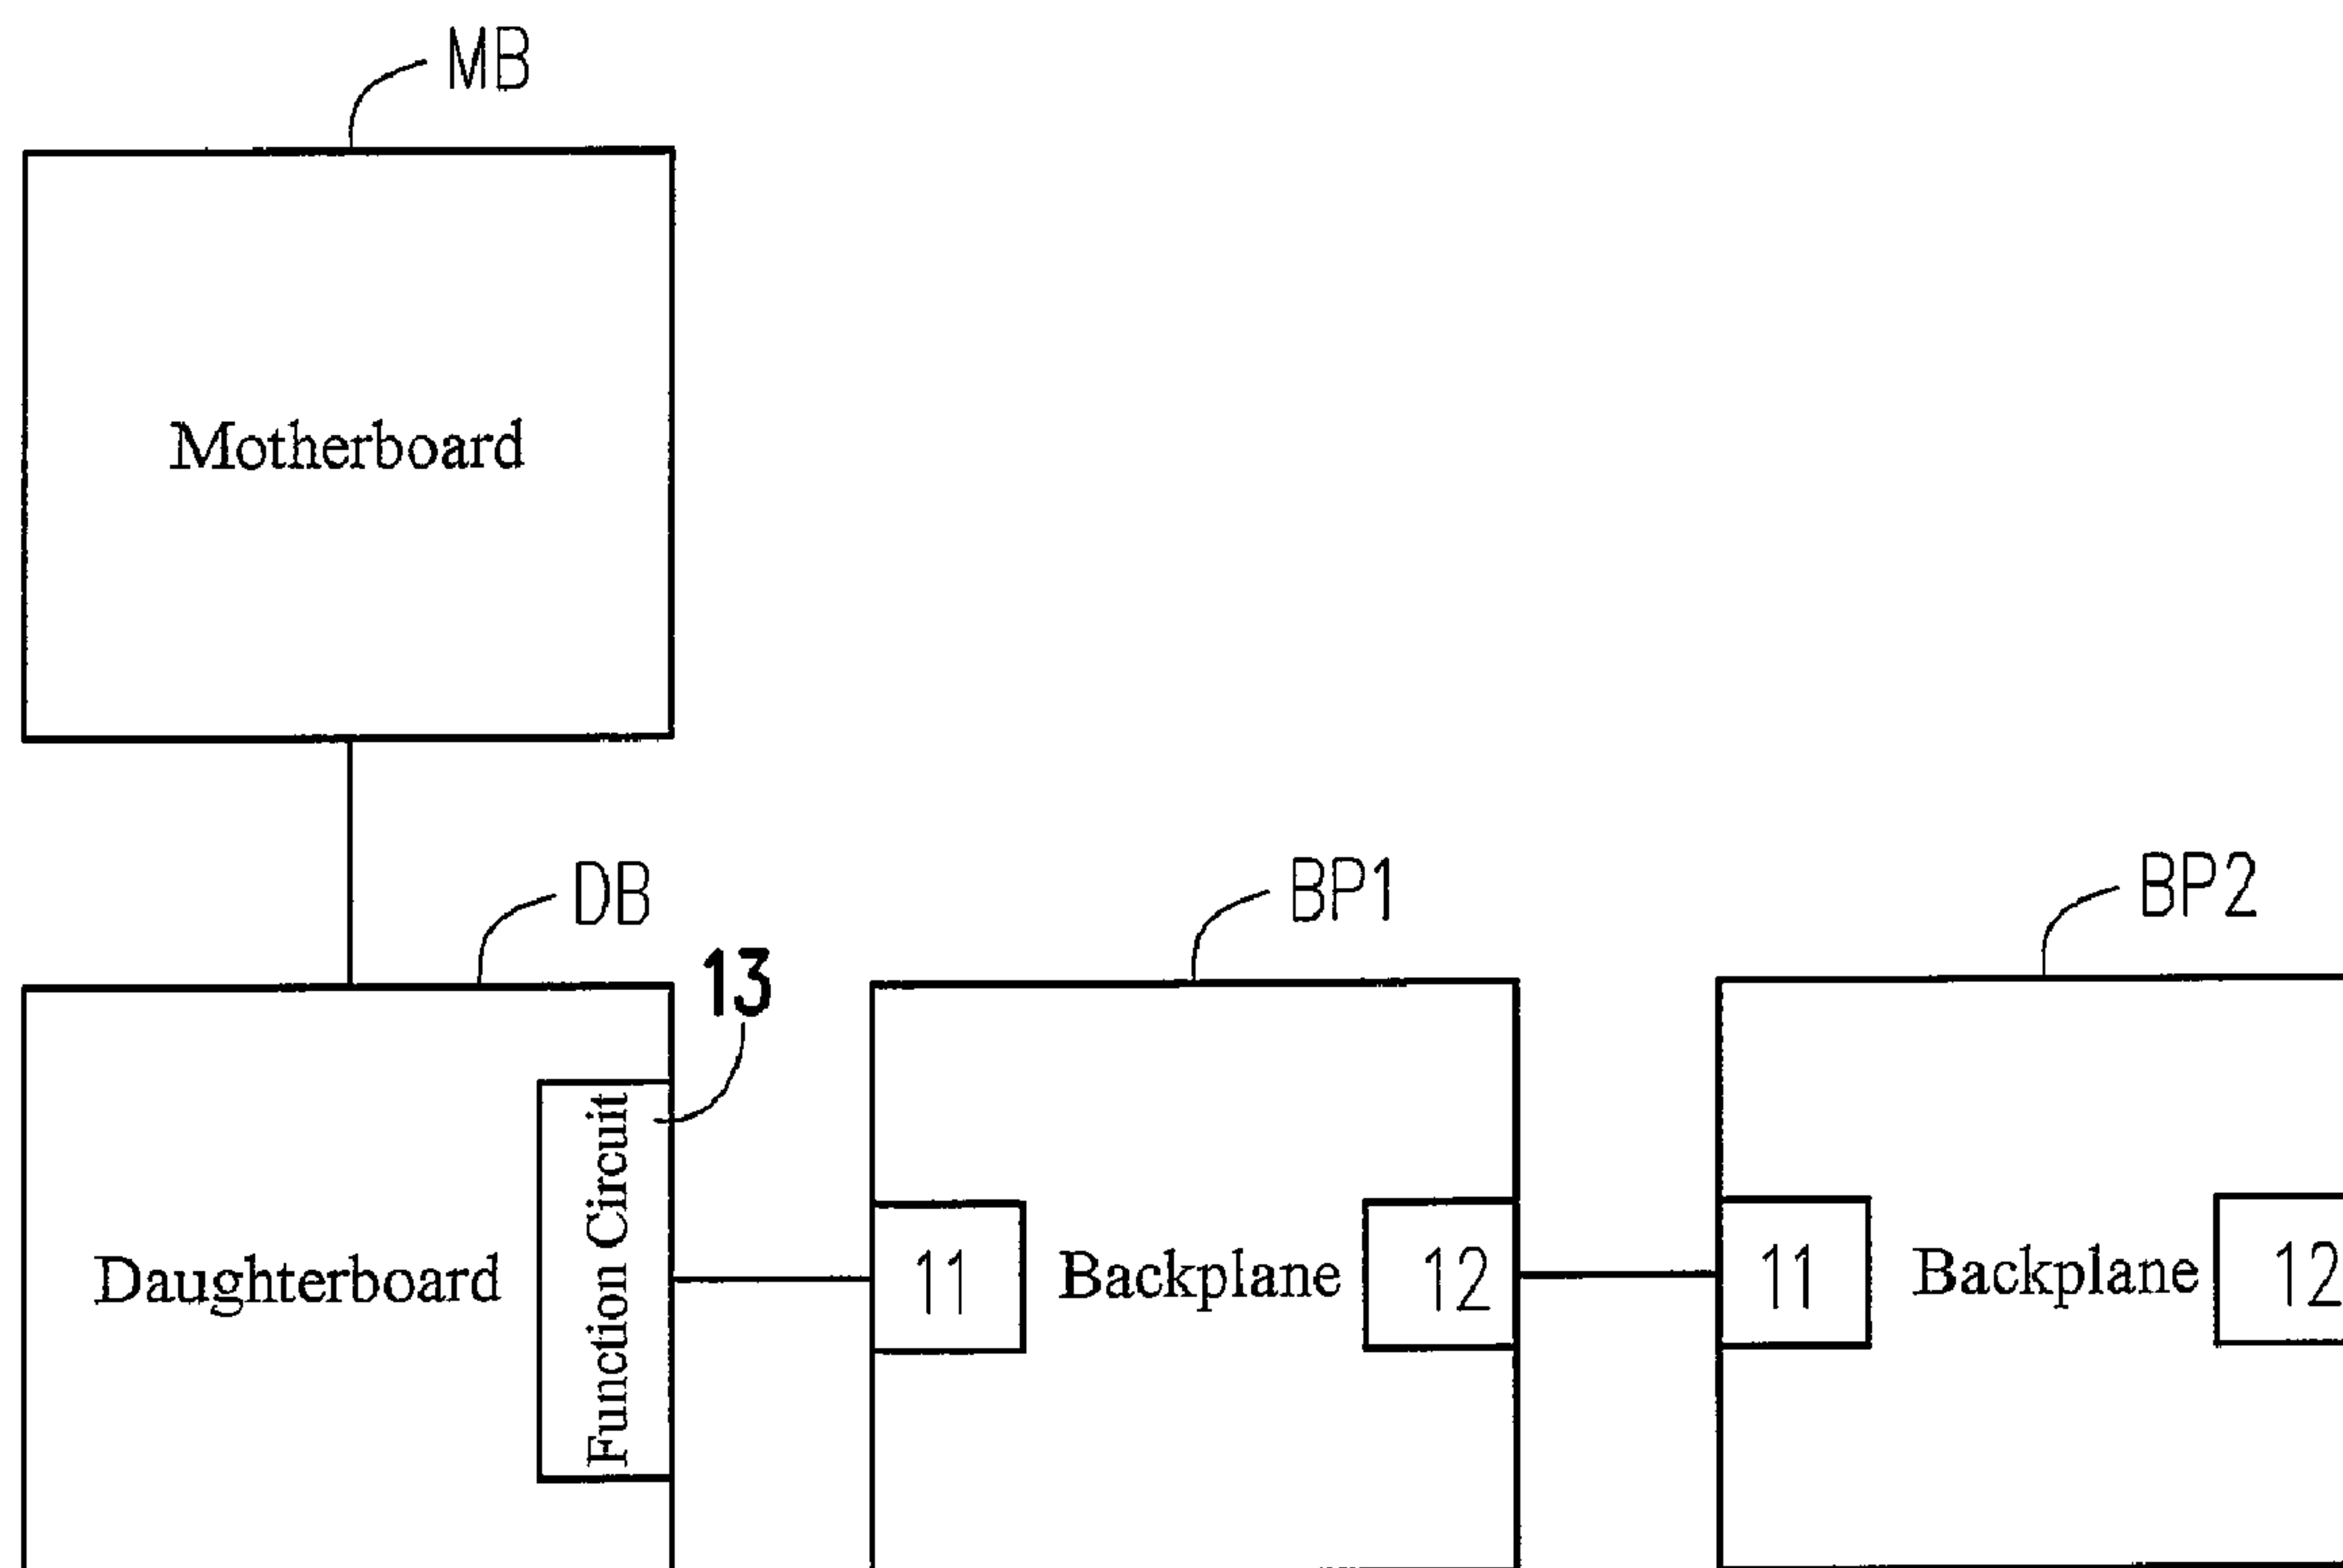 MB
Motherboard
DB
13
BP1
BP2
Daughterboard
Function Circuit
11
Backplane
12
11
Backplane
12